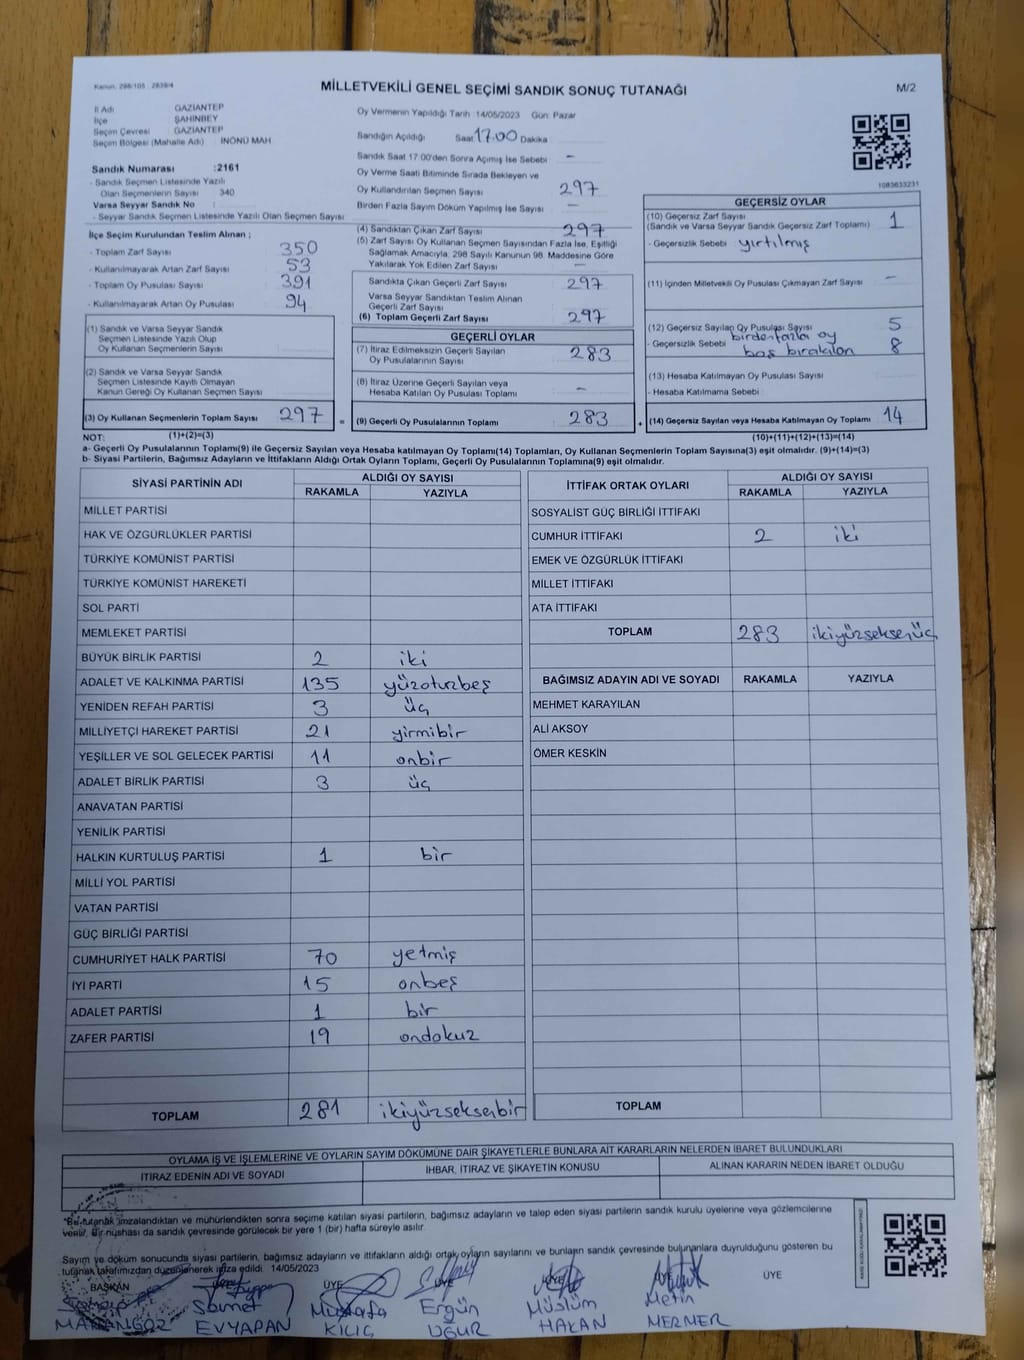 Kanun: 298/105 2839/4
MİLLETVEKİLİ GENEL SEÇİMİ SANDIK SONUÇ TUTANAĞI
M/2
İl Adı GAZİANTEP
İlçe ŞAHİNBEY
Seçim Çevresi GAZİANTEP
Seçim Bölgesi (Mahalle Adı) İNÖNÜ MAH
Sandık Numarası :2161
- Sandık Seçmen Listesinde Yazılı
Olan Seçmenlerin Sayısı 340
Varsa Seyyar Sandık No :
- Seyyar Sandık Seçmen Listesinde Yazılı Olan Seçmen Sayısı
İlçe Seçim Kurulundan Teslim Alınan ;
- Toplam Zarf Sayısı 350
- Kullanılmayarak Artan Zarf Sayısı 53
- Toplam Oy Pusulası Sayısı 391
- Kullanılmayarak Artan Oy Pusulası 94
(1) Sandık ve Varsa Seyyar Sandık
Seçmen Listesinde Yazılı Olup
Oy Kullanan Seçmenlerin Sayısı
(2) Sandık ve Varsa Seyyar Sandık
Seçmen Listesinde Kayıtlı Olmayan
Kanun Gereği Oy Kullanan Seçmen Sayısı
(3) Oy Kullanan Seçmenlerin Toplam Sayısı 297
Oy Vermenin Yapıldığı Tarih 14/05/2023 Gün: Pazar
Sandığın Açıldığı Saat 17.00 Dakika
Sandık Saat 17:00'den Sonra Açılmış İse Sebebi -
Oy Verme Saati Bitiminde Sırada Bekleyen ve
Oy Kullandırılan Seçmen Sayısı 297
Birden Fazla Sayım Döküm Yapılmış İse Sayısı -
(4) Sandıktan Çıkan Zarf Sayısı 297
(5) Zarf Sayısı Oy Kullanan Seçmen Sayısından Fazla İse, Eşitliği
Sağlamak Amacıyla, 298 Sayılı Kanunun 98. Maddesine Göre
Yakılarak Yok Edilen Zarf Sayısı -
Sandıkta Çıkan Geçerli Zarf Sayısı 297
Varsa Seyyar Sandıktan Teslim Alınan
Geçerli Zarf Sayısı
(6) Toplam Geçerli Zarf Sayısı 297
GEÇERLİ OYLAR
(7) İtiraz Edilmeksizin Geçerli Sayılan
Oy Pusulalarının Sayısı 283
(8) İtiraz Üzerine Geçerli Sayılan veya
Hesaba Katılan Oy Pusulası Toplamı -
= (9) Geçerli Oy Pusulalarının Toplamı 283
1083633231
GEÇERSİZ OYLAR
(10) Geçersiz Zarf Sayısı 1
(Sandık ve Varsa Seyyar Sandık Geçersiz Zarf Toplamı)
- Geçersizlik Sebebi yırtılmış
(11) İçinden Milletvekili Oy Pusulası Çıkmayan Zarf Sayısı -
(12) Geçersiz Sayılan Oy Pusulası Sayısı 5
- Geçersizlik Sebebi birdenfazla oy
boş bırakılan 8
(13) Hesaba Katılmayan Oy Pusulası Sayısı
- Hesaba Katılmama Sebebi
+ (14) Geçersiz Sayılan veya Hesaba Katılmayan Oy Toplamı 14
NOT: (1)+(2)=(3) (10)+(11)+(12)+(13)=(14)
a- Geçerli Oy Pusulalarının Toplamı(9) ile Geçersiz Sayılan veya Hesaba katılmayan Oy Toplamı(14) Toplamları, Oy Kullanan Seçmenlerin Toplam Sayısına(3) eşit olmalıdır. (9)+(14)=(3)
b- Siyasi Partilerin, Bağımsız Adayların ve İttifakların Aldığı Ortak Oyların Toplamı, Geçerli Oy Pusulalarının Toplamına(9) eşit olmalıdır.
SİYASİ PARTİNİN ADI ALDIĞI OY SAYISI
RAKAMLA YAZIYLA
MİLLET PARTİSİ
HAK VE ÖZGÜRLÜKLER PARTİSİ
TÜRKİYE KOMÜNİST PARTİSİ
TÜRKİYE KOMÜNİST HAREKETİ
SOL PARTİ
MEMLEKET PARTİSİ
BÜYÜK BİRLİK PARTİSİ 2 iki
ADALET VE KALKINMA PARTİSİ 135 yüzoturbeş
YENİDEN REFAH PARTİSİ 3 üç
MİLLİYETÇİ HAREKET PARTİSİ 21 yirmibir
YEŞİLLER VE SOL GELECEK PARTİSİ 11 onbir
ADALET BİRLİK PARTİSİ 3 üç
ANAVATAN PARTİSİ
YENİLİK PARTİSİ
HALKIN KURTULUŞ PARTİSİ 1 bir
MİLLİ YOL PARTİSİ
VATAN PARTİSİ
GÜÇ BİRLİĞİ PARTİSİ
CUMHURİYET HALK PARTİSİ 70 yetmiş
İYİ PARTİ 15 onbeş
ADALET PARTİSİ 1 bir
ZAFER PARTİSİ 19 ondokuz
TOPLAM 281 ikiyüzseksenbir
İTTİFAK ORTAK OYLARI ALDIĞI OY SAYISI
RAKAMLA YAZIYLA
SOSYALİST GÜÇ BİRLİĞİ İTTİFAKI
CUMHUR İTTİFAKI 2 iki
EMEK VE ÖZGÜRLÜK İTTİFAKI
MİLLET İTTİFAKI
ATA İTTİFAKI
TOPLAM 283 ikiyüzseksenüç
BAĞIMSIZ ADAYIN ADI VE SOYADI RAKAMLA YAZIYLA
MEHMET KARAYILAN
ALİ AKSOY
ÖMER KESKİN
TOPLAM
OYLAMA İŞ VE İŞLEMLERİNE VE OYLARIN SAYIM DÖKÜMÜNE DAİR ŞİKAYETLERLE BUNLARA AİT KARARLARIN NELERDEN İBARET BULUNDUKLARI
İTİRAZ EDENİN ADI VE SOYADI İHBAR, İTİRAZ VE ŞİKAYETİN KONUSU ALINAN KARARIN NEDEN İBARET OLDUĞU
*Bu tutanak imzalandıktan ve mühürlendikten sonra seçime katılan siyasi partilerin, bağımsız adayların ve talep eden siyasi partilerin sandık kurulu üyelerine veya gözlemcilerine
verilir. Bir nüshası da sandık çevresinde görülecek bir yere 1 (bir) hafta süreyle asılır.
Sayım ve döküm sonucunda siyasi partilerin, bağımsız adayların ve ittifakların aldığı ortak oyların sayılarını ve bunların sandık çevresinde bulunanlara duyrulduğunu gösteren bu
tutanak tarafımızdan düzenlenerek imza edildi. 14/05/2023
BAŞKAN ÜYE ÜYE ÜYE ÜYE
Samet Mustafa Ergün Müslüm Metin
MARANGOZ EVYAPAN KILIÇ UĞUR HAKAN MERMER